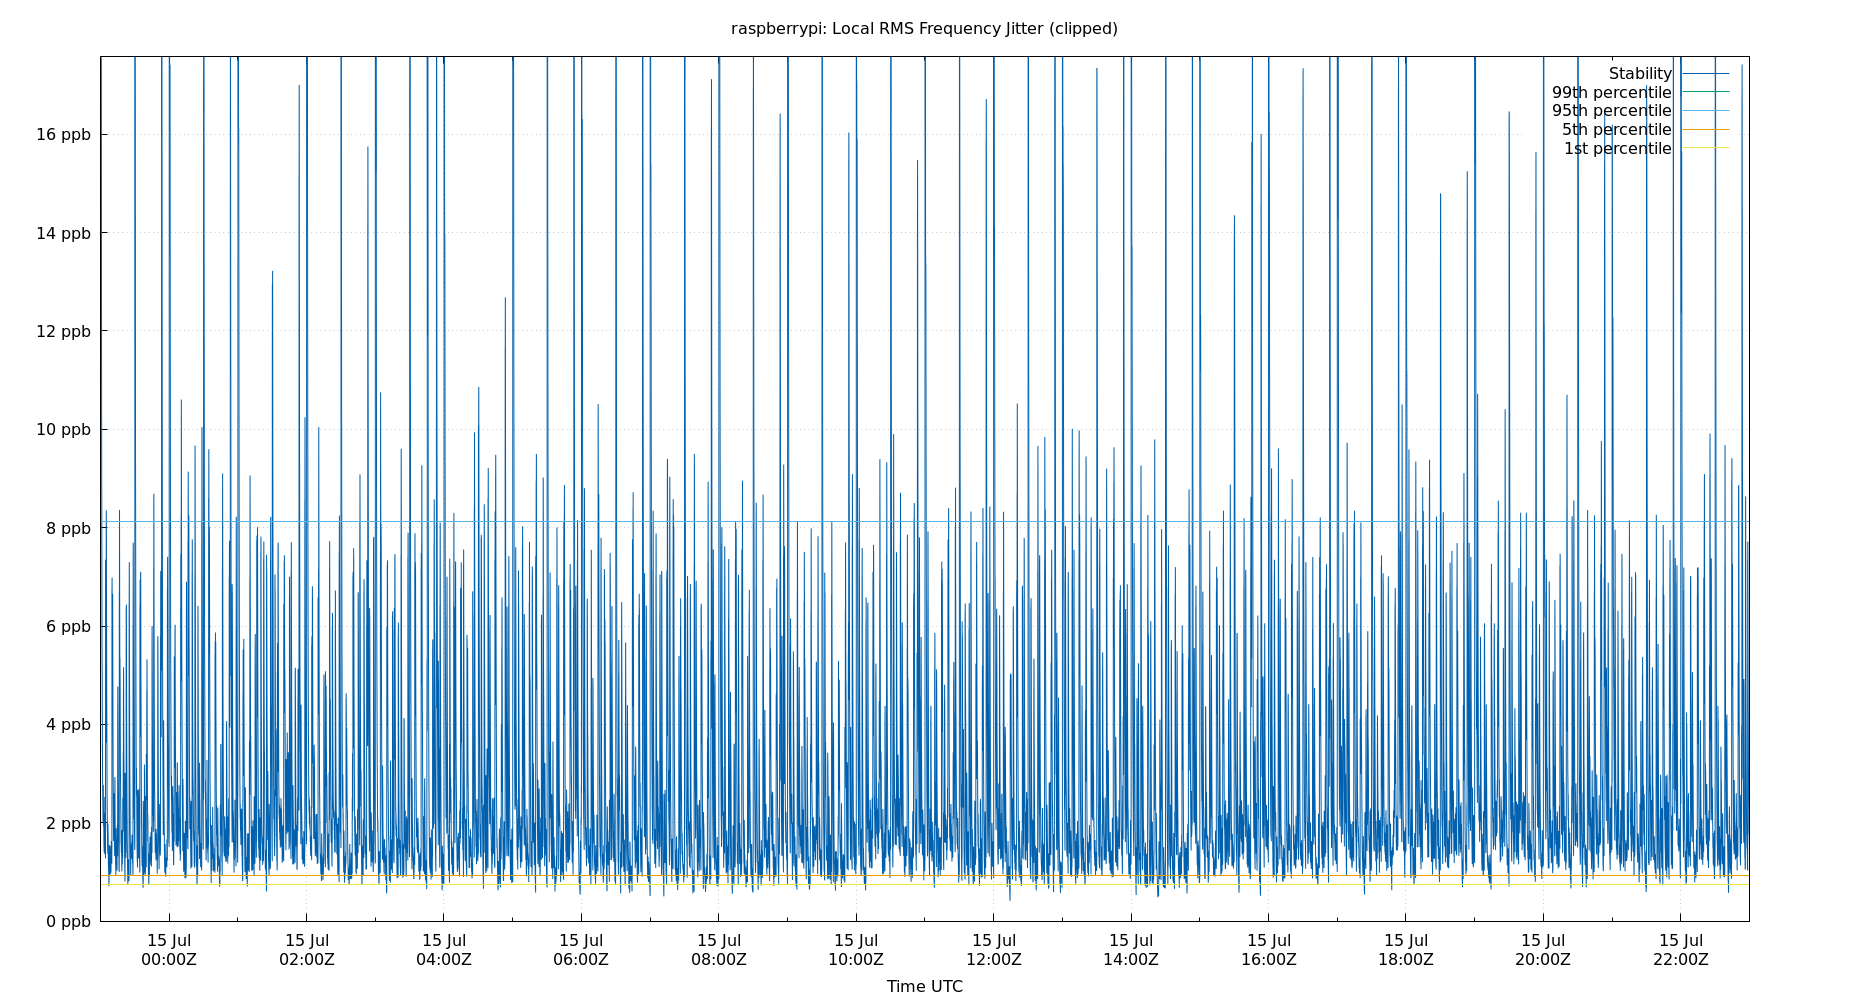 raspberrypi: Local RMS Frequency Jitter (clipped)
Stability
99th percentile
95th percentile
5th percentile
1st percentile
16 ppb
14 ppb
12 ppb
10 ppb
8 ppb
6 ppb
4 ppb
2 ppb
0 ppb
15 Jul 15 Jul 15 Jul 15 Jul 15 Jul 15 Jul 15 Jul 15 Jul 15 Jul 15 Jul 15 Jul 15 Jul
00:00Z 02:00Z 04:00Z 06:00Z 08:00Z 10:00Z 12:00Z 14:00Z 16:00Z 18:00Z 20:00Z 22:00Z
Time UTC